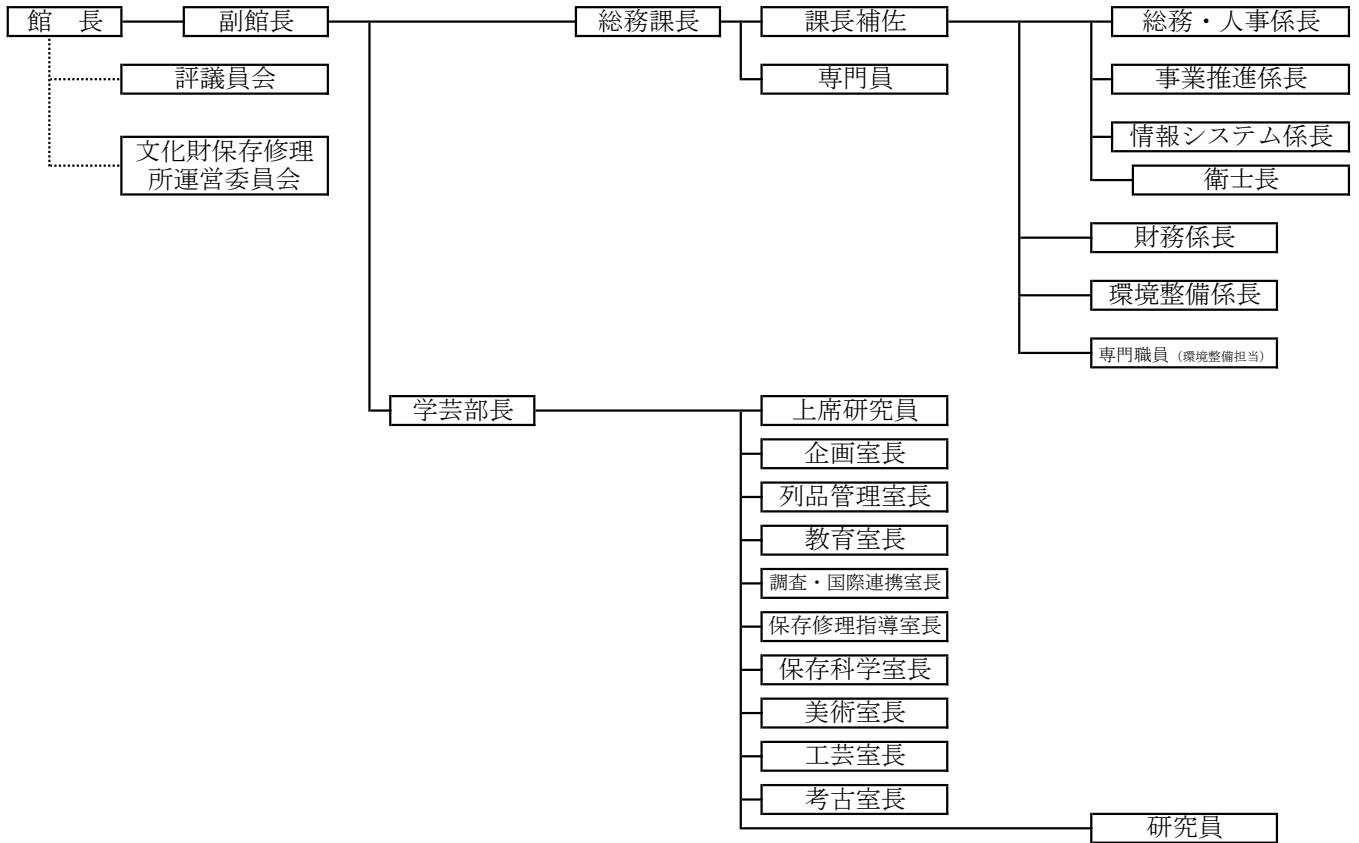 館　長
副館長
総務課長
課長補佐
総務・人事係長
評議員会
専門員
事業推進係長
文化財保存修理
所運営委員会
情報システム係長
衛士長
財務係長
環境整備係長
専門職員（環境整備担当）
学芸部長
上席研究員
企画室長
列品管理室長
教育室長
調査・国際連携室長
保存修理指導室長
保存科学室長
美術室長
工芸室長
考古室長
研究員